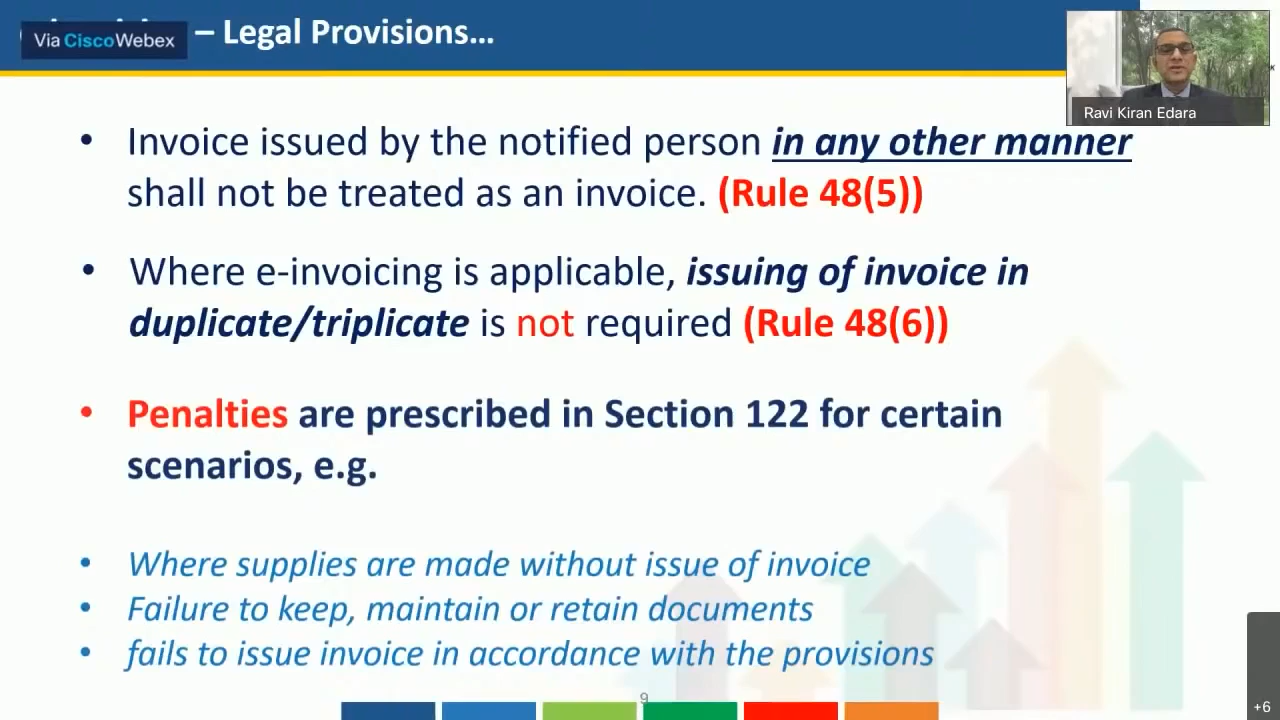 Via CiscoWebex – Legal Provisions...
Ravi Kiran Edara
• Invoice issued by the notified person in any other manner
shall not be treated as an invoice. (Rule 48(5))
• Where e-invoicing is applicable, issuing of invoice in
duplicate/triplicate is not required (Rule 48(6))
• Penalties are prescribed in Section 122 for certain
scenarios, e.g.
• Where supplies are made without issue of invoice
• Failure to keep, maintain or retain documents
• fails to issue invoice in accordance with the provisions
9
+6